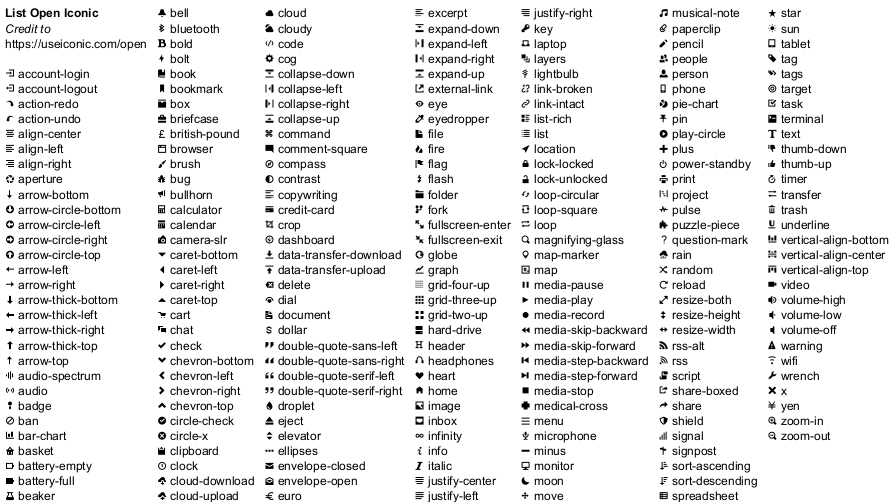 List Open Iconic
Credit to
https://useiconic.com/open
account-login
account-logout
action-redo
action-undo
align-center
align-left
align-right
aperture
arrow-bottom
arrow-circle-bottom
arrow-circle-left
arrow-circle-right
arrow-circle-top
arrow-left
arrow-right
arrow-thick-bottom
arrow-thick-left
arrow-thick-right
arrow-thick-top
arrow-top
audio-spectrum
audio
badge
ban
bar-chart
basket
battery-empty
battery-full
beaker
bell
bluetooth
bold
bolt
book
bookmark
box
briefcase
british-pound
browser
brush
bug
bullhorn
calculator
calendar
camera-slr
caret-bottom
caret-left
caret-right
caret-top
cart
chat
check
chevron-bottom
chevron-left
chevron-right
chevron-top
circle-check
circle-x
clipboard
clock
cloud-download
cloud-upload
cloud
cloudy
code
cog
collapse-down
collapse-left
collapse-right
collapse-up
command
comment-square
compass
contrast
copywriting
credit-card
crop
dashboard
data-transfer-download
data-transfer-upload
delete
dial
document
dollar
double-quote-sans-left
double-quote-sans-right
double-quote-serif-left
double-quote-serif-right
droplet
eject
elevator
ellipses
envelope-closed
envelope-open
euro
excerpt
expand-down
expand-left
expand-right
expand-up
external-link
eye
eyedropper
file
fire
flag
flash
folder
fork
fullscreen-enter
fullscreen-exit
globe
graph
grid-four-up
grid-three-up
grid-two-up
hard-drive
header
headphones
heart
home
image
inbox
infinity
info
italic
justify-center
justify-left
justify-right
key
laptop
layers
lightbulb
link-broken
link-intact
list-rich
list
location
lock-locked
lock-unlocked
loop-circular
loop-square
loop
magnifying-glass
map-marker
map
media-pause
media-play
media-record
media-skip-backward
media-skip-forward
media-step-backward
media-step-forward
media-stop
medical-cross
menu
microphone
minus
monitor
moon
move
musical-note
paperclip
pencil
people
person
phone
pie-chart
pin
play-circle
plus
power-standby
print
project
pulse
puzzle-piece
question-mark
rain
random
reload
resize-both
resize-height
resize-width
rss-alt
rss
script
share-boxed
share
shield
signal
signpost
sort-ascending
sort-descending
spreadsheet
star
sun
tablet
tag
tags
target
task
terminal
text
thumb-down
thumb-up
timer
transfer
trash
underline
vertical-align-bottom
vertical-align-center
vertical-align-top
video
volume-high
volume-low
volume-off
warning
wifi
wrench
x
yen
zoom-in
zoom-out